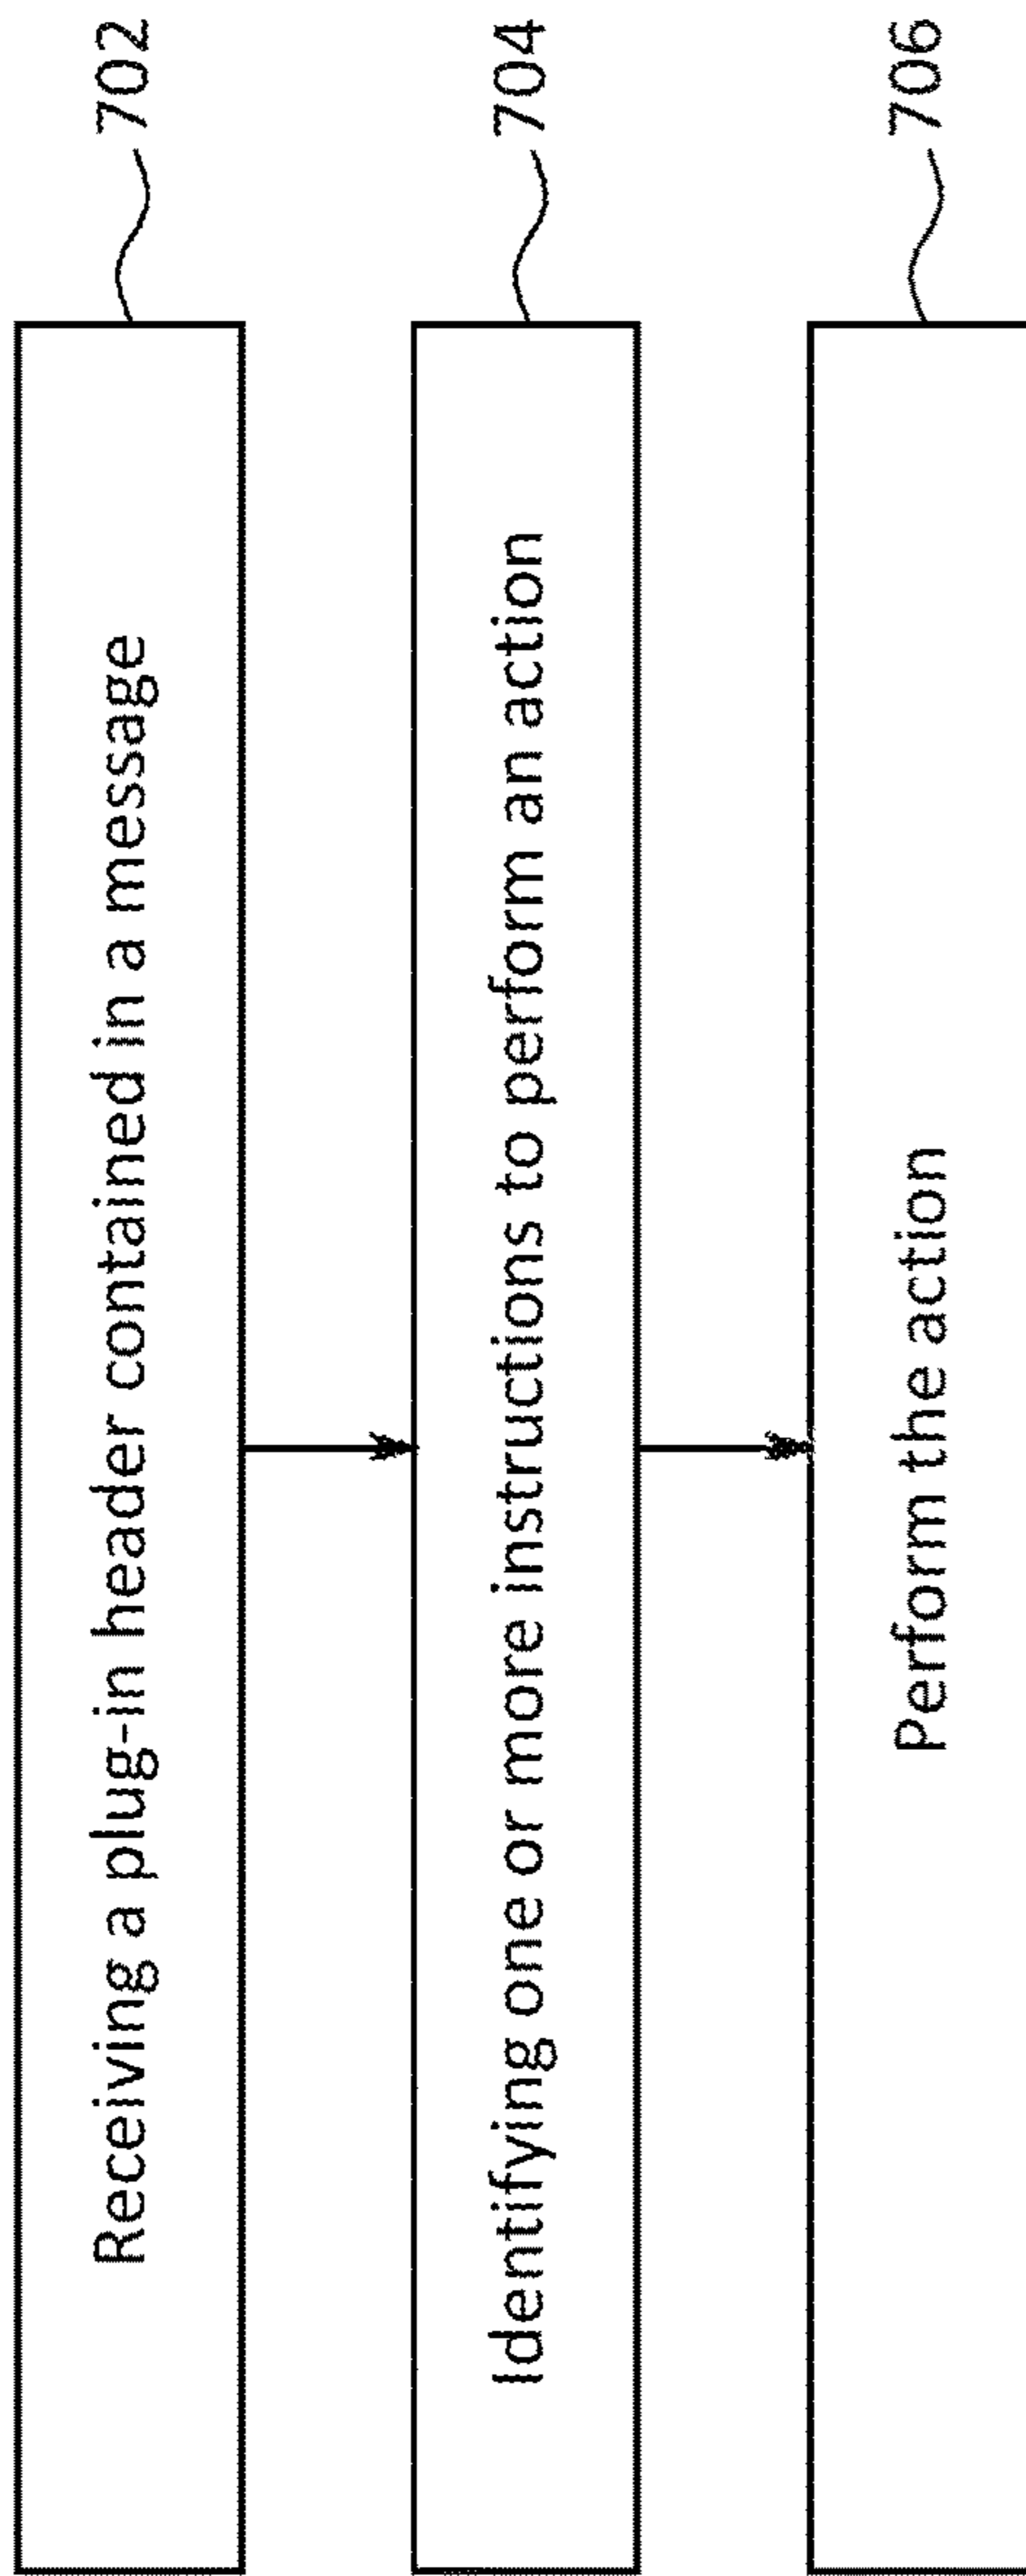 Receiving a plug-in header contained in a message
702
Identifying one or more instructions to perform an action
704
Perform the action
706